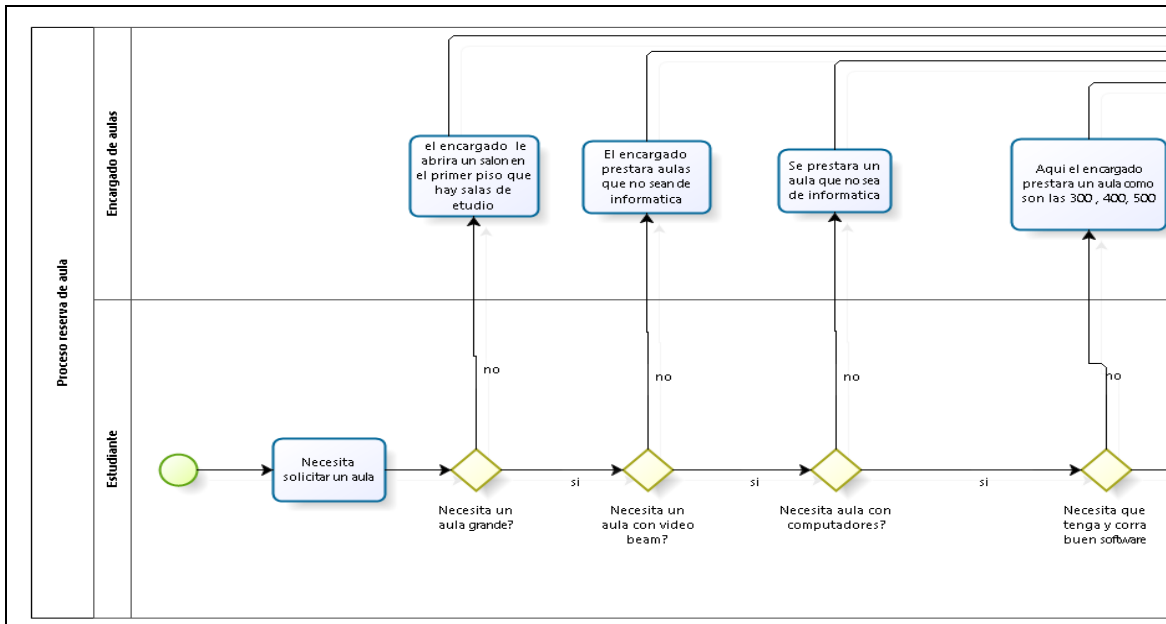 Proceso reserva de aula
Encargado de aulas
el encargado le
abrira un salon en
el primer piso que
hay salas de
etudio
El encargado
prestara aulas
que no sean de
informatica
Se prestara un
aula que no sea
de informatica
Aqui el encargado
prestara un aula como
son las 300 , 400, 500
no
no
no
no
Estudiante
Necesita
solicitar un aula
si
si
si
Necesita un
aula grande?
Necesita un
aula con video
beam?
Necesita aula con
computadores?
Necesita que
tenga y corra
buen software